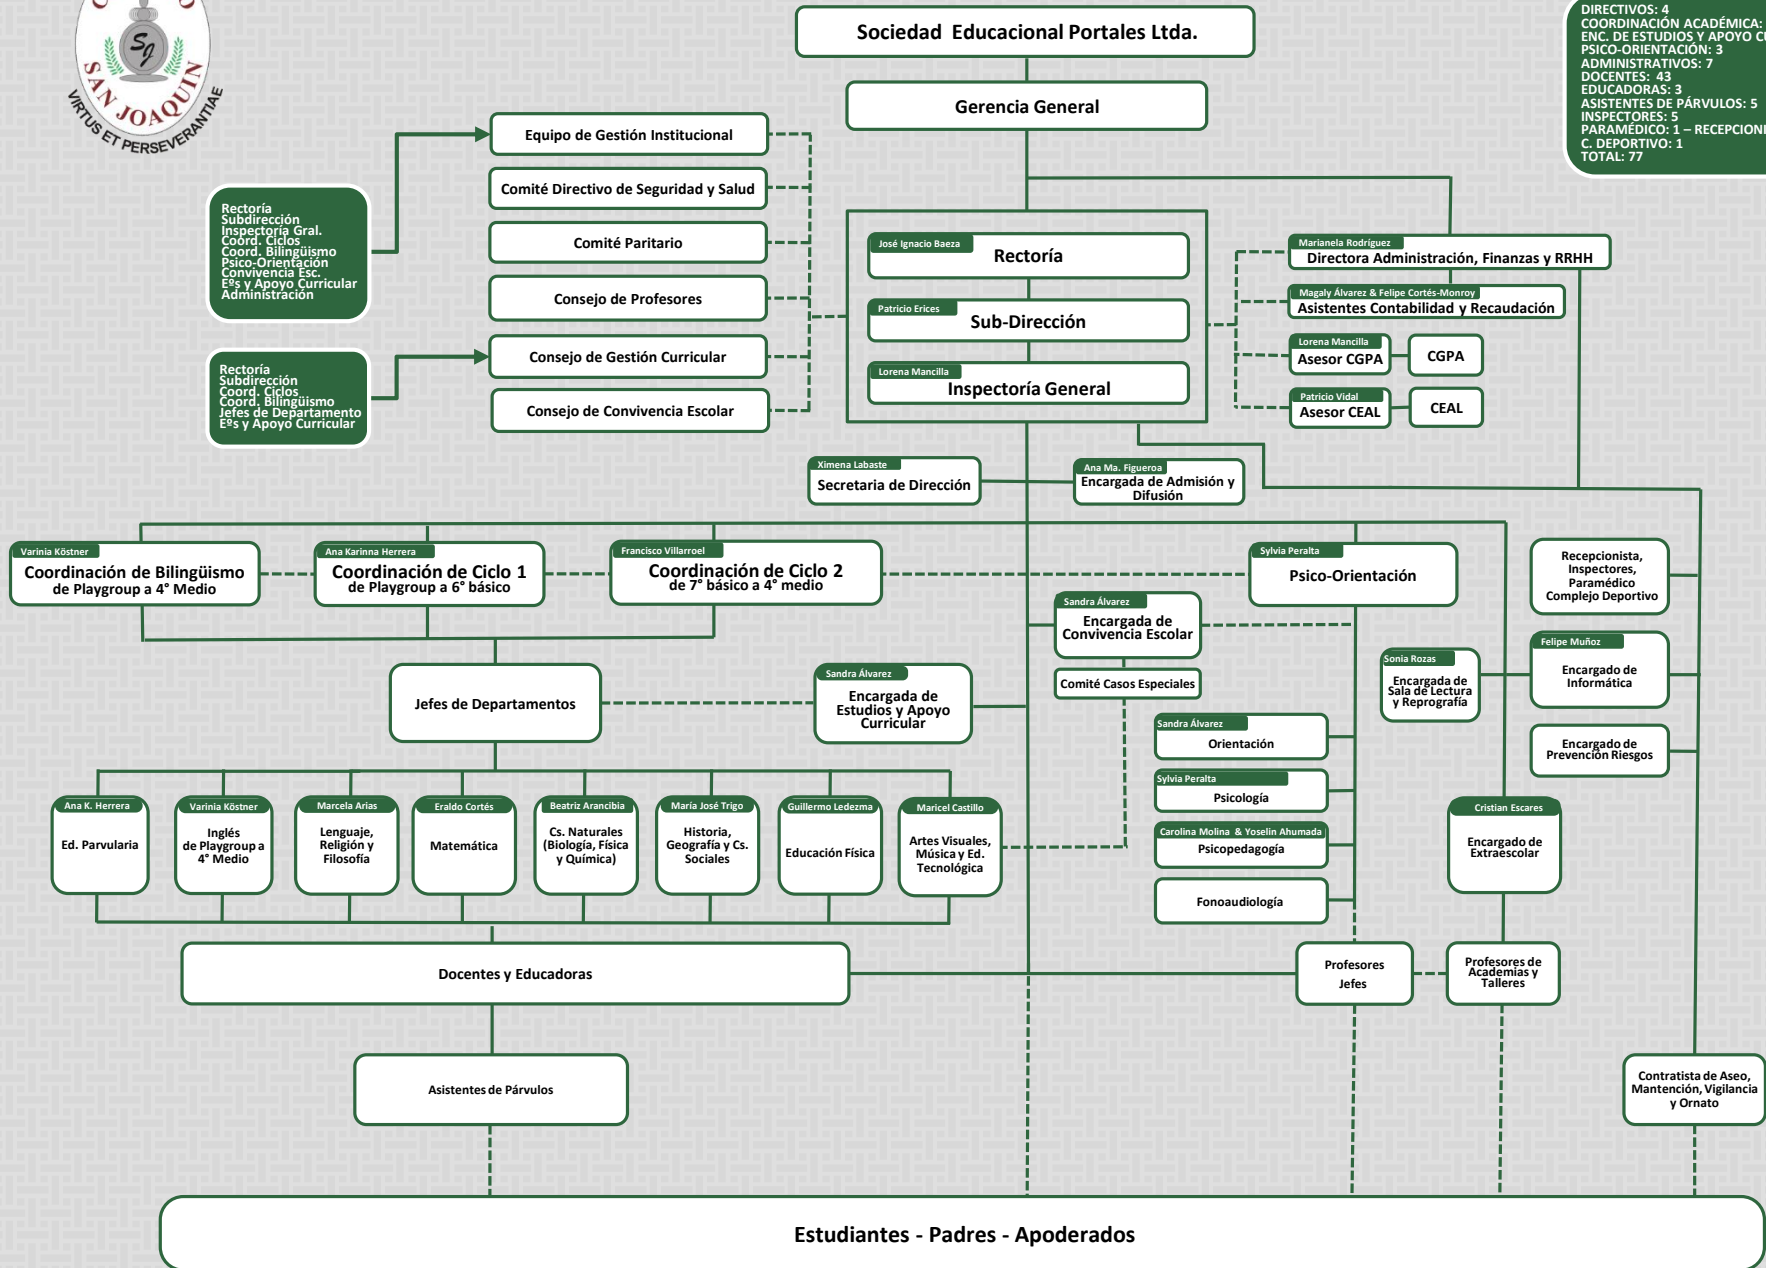 SAN JOAQUIN
VIRTUS ET PERSEVERANTIAE
SJ
Sociedad Educacional Portales Ltda.
Gerencia General
DIRECTIVOS: 4
COORDINACIÓN ACADÉMICA:
ENC. DE ESTUDIOS Y APOYO
PSICO-ORIENTACIÓN: 3
ADMINISTRATIVOS: 7
DOCENTES: 43
EDUCADORAS: 3
ASISTENTES DE PÁRVULOS: 5
INSPECTORES: 5
PARAMÉDICO: 1 –
C. DEPORTIVO: 1
TOTAL: 77
Equipo de Gestión Institucional
Comité Directivo de Seguridad y Salud
Comité Paritario
Consejo de Profesores
Consejo de Gestión Curricular
Consejo de Convivencia Escolar
Rectoría
Subdirección
Inspectoría Gral.
Coord. Ciclos
Coord. Bilingüismo
Psico-Orientación
Convivencia Esc.
Eºs y Apoyo Curricular
Administración
Rectoría
Subdirección
Coord. Ciclos
Coord. Bilingüismo
Jefes de Departamento
Eºs y Apoyo Curricular
José Ignacio Baeza
Rectoría
Patricio Erices
Sub-Dirección
Lorena Mancilla
Inspectoría General
Marianela Rodríguez
Directora Administración, Finanzas y RRHH
Magaly Álvarez & Felipe Cortés-Monroy
Asistentes Contabilidad y Recaudación
Lorena Mancilla
Asesor CGPA
CGPA
Patricio Vidal
Asesor CEAL
CEAL
Ximena Labaste
Secretaria de Dirección
Ana Ma. Figueroa
Encargada de Admisión y
Difusión
Varinia Köstner
Coordinación de Bilingüismo
de Playgroup a 4° Medio
Ana Karinna Herrera
Coordinación de Ciclo 1
de Playgroup a 6° básico
Francisco Villarroel
Coordinación de Ciclo 2
de 7° básico a 4° medio
Sylvia Peralta
Psico-Orientación
Recepcionista,
Inspectores,
Paramédico
Complejo Deportivo
Sandra Álvarez
Encargada de
Convivencia Escolar
Comité Casos Especiales
Felipe Muñoz
Encargado de
Informática
Sonia Rozas
Encargada de
Sala de Lectura
y Reprografía
Encargado de
Prevención Riesgos
Jefes de Departamentos
Sandra Álvarez
Encargada de
Estudios y Apoyo
Curricular
Sandra Álvarez
Orientación
Sylvia Peralta
Psicología
Carolina Molina & Yoselin Ahumada
Psicopedagogía
Fonoaudiología
Ana K. Herrera
Ed. Parvularia
Varinia Köstner
Inglés
de Playgroup a
4° Medio
Marcela Arias
Lenguaje,
Religión y
Filosofía
Eraldo Cortés
Matemática
Beatriz Arancibia
Cs. Naturales
(Biología, Física
y Química)
María José Trigo
Historia,
Geografía y Cs.
Sociales
Guillermo Ledezma
Educación Física
Maricel Castillo
Artes Visuales,
Música y Ed.
Tecnológica
Cristian Escares
Encargado de
Extraescolar
Docentes y Educadoras
Profesores
Jefes
Profesores de
Academias y
Talleres
Asistentes de Párvulos
Contratista de Aseo,
Mantención, Vigilancia
y Ornato
Estudiantes - Padres - Apoderados